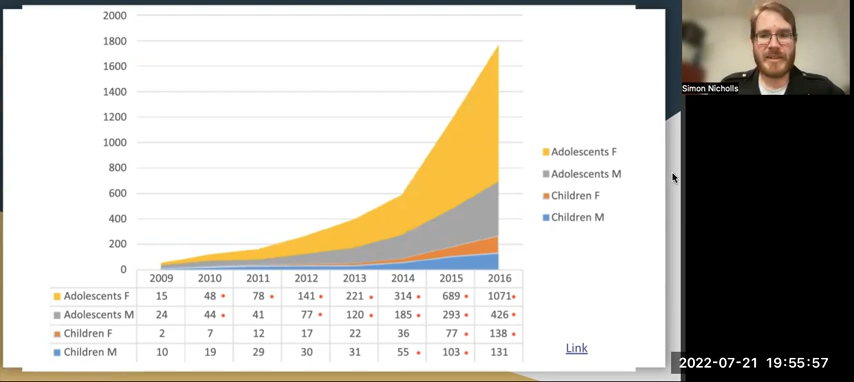 2000
1800
1600
1400
1200
1000
800
600
400
200
0
Adolescents F
Adolescents M
Children F
Children M
2009 2010 2011 2012 2013 2014 2015 2016
Adolescents F 15 48 78 141 221 314 689 1071
Adolescents M 24 44 41 77 120 185 293 426
Children F 2 7 12 17 22 36 77 138
Children M 10 19 29 30 31 55 103 131
Link
Simon Nicholls
2022-07-21 19:55:57